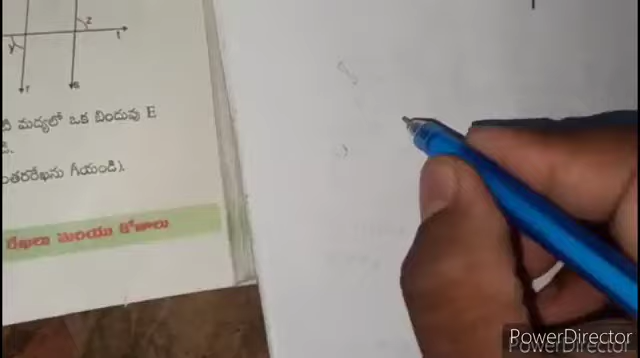 y
z
t
r
s
మధ్యలో ఒక బిందువు E
డి.
ంతరరేఖను గీయండి).
రేఖలు మరియు కోణాలు
PowerDirector